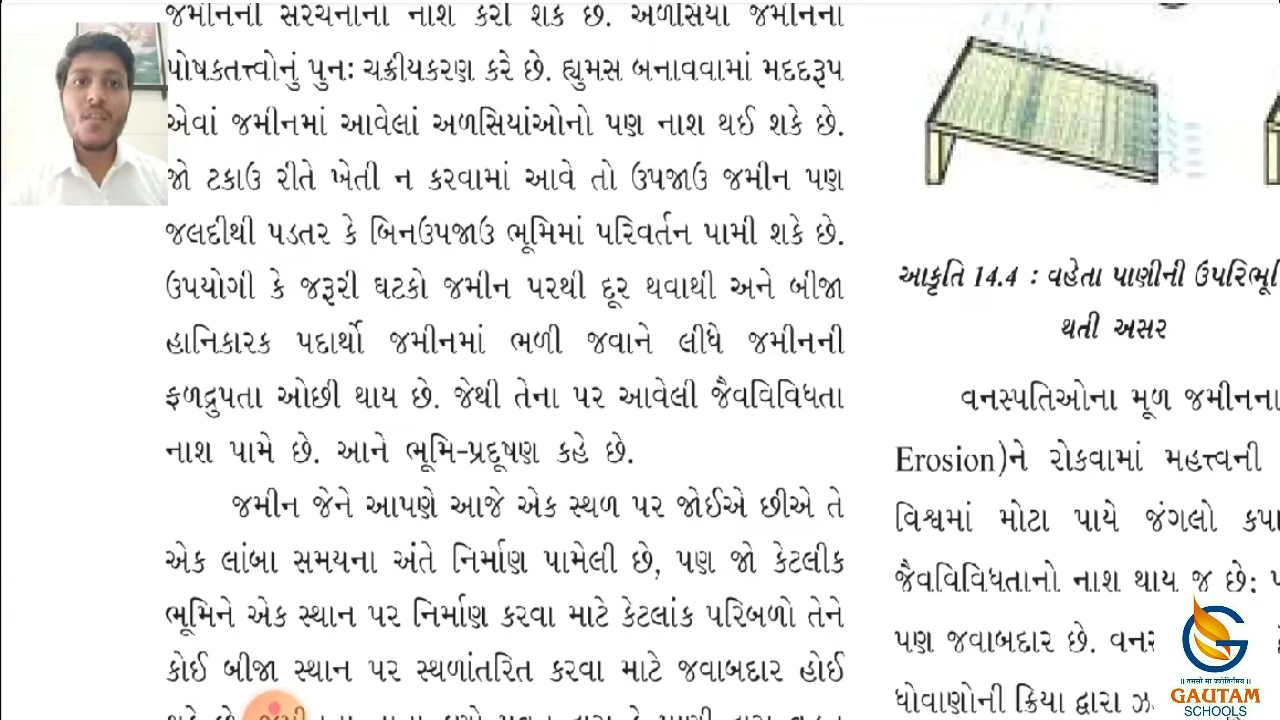 જમીનની સંરચનાનો નાશ કરી શકે છે. અળસિયા જમીનના
પોષકતત્ત્વોનું પુનઃ ચક્રીયકરણ કરે છે. હ્યુમસ બનાવવામાં મદદરૂપ
એવાં જમીનમાં આવેલાં અળસિયાંઓનો પણ નાશ થઈ શકે છે.
જો ટકાઉ રીતે ખેતી ન કરવામાં આવે તો ઉપજાઉ જમીન પણ
જલદીથી પડતર કે બિનઉપજાઉ ભૂમિમાં પરિવર્તન પામી શકે છે.
ઉપયોગી કે જરૂરી ઘટકો જમીન પરથી દૂર થવાથી અને બીજા
હાનિકારક પદાર્થો જમીનમાં ભળી જવાને લીધે જમીનની
ફળદ્રુપતા ઓછી થાય છે. જેથી તેના પર આવેલી જૈવવિવિધતા
નાશ પામે છે. આને ભૂમિ-પ્રદૂષણ કહે છે.
જમીન જેને આપણે આજે એક સ્થળ પર જોઈએ છીએ તે
એક લાંબા સમયના અંતે નિર્માણ પામેલી છે, પણ જો કેટલીક
ભૂમિને એક સ્થાન પર નિર્માણ કરવા માટે કેટલાંક પરિબળો તેને
કોઈ બીજા સ્થાન પર સ્થળાંતરિત કરવા માટે જવાબદાર હોઈ
આકૃતિ 14.4 : વહેતા પાણીની ઉપરિભૂ
થતી અસર
વનસ્પતિઓના મૂળ જમીનના
Erosion)ને રોકવામાં મહત્ત્વની
વિશ્વમાં મોટા પાયે જંગલો કપા
જૈવવિવિધતાનો નાશ થાય જ છે;
પણ જવાબદાર છે.
ધોવાણોની ક્રિયા દ્વારા
॥ तमसो मा ज्योतिर्गमय ॥
GAUTAM
SCHOOLS